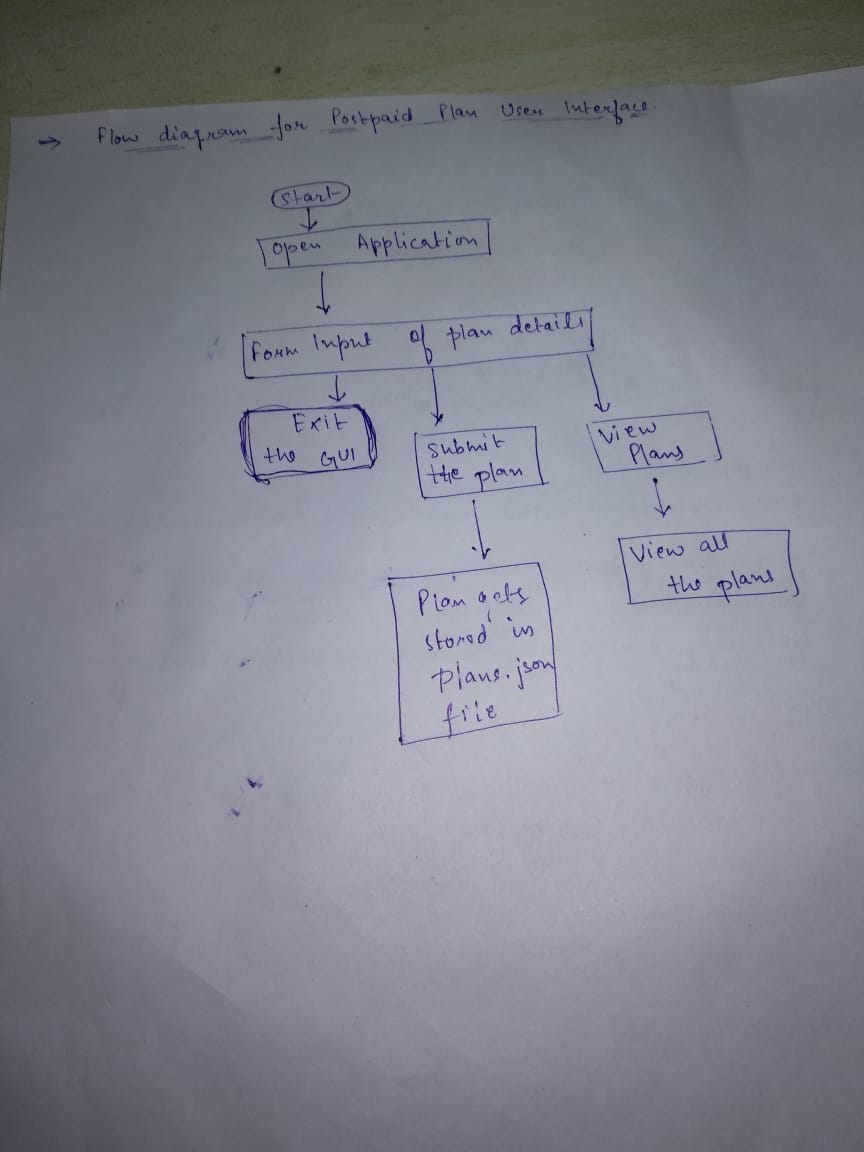 → Flow diagram for Postpaid Plan User Interface.
Start
Open Application
Form Input of plan details
Exit
the GUI
Submit
the plan
View
Plans
View all
the plans
Plan gets
stored in
plans.json
file